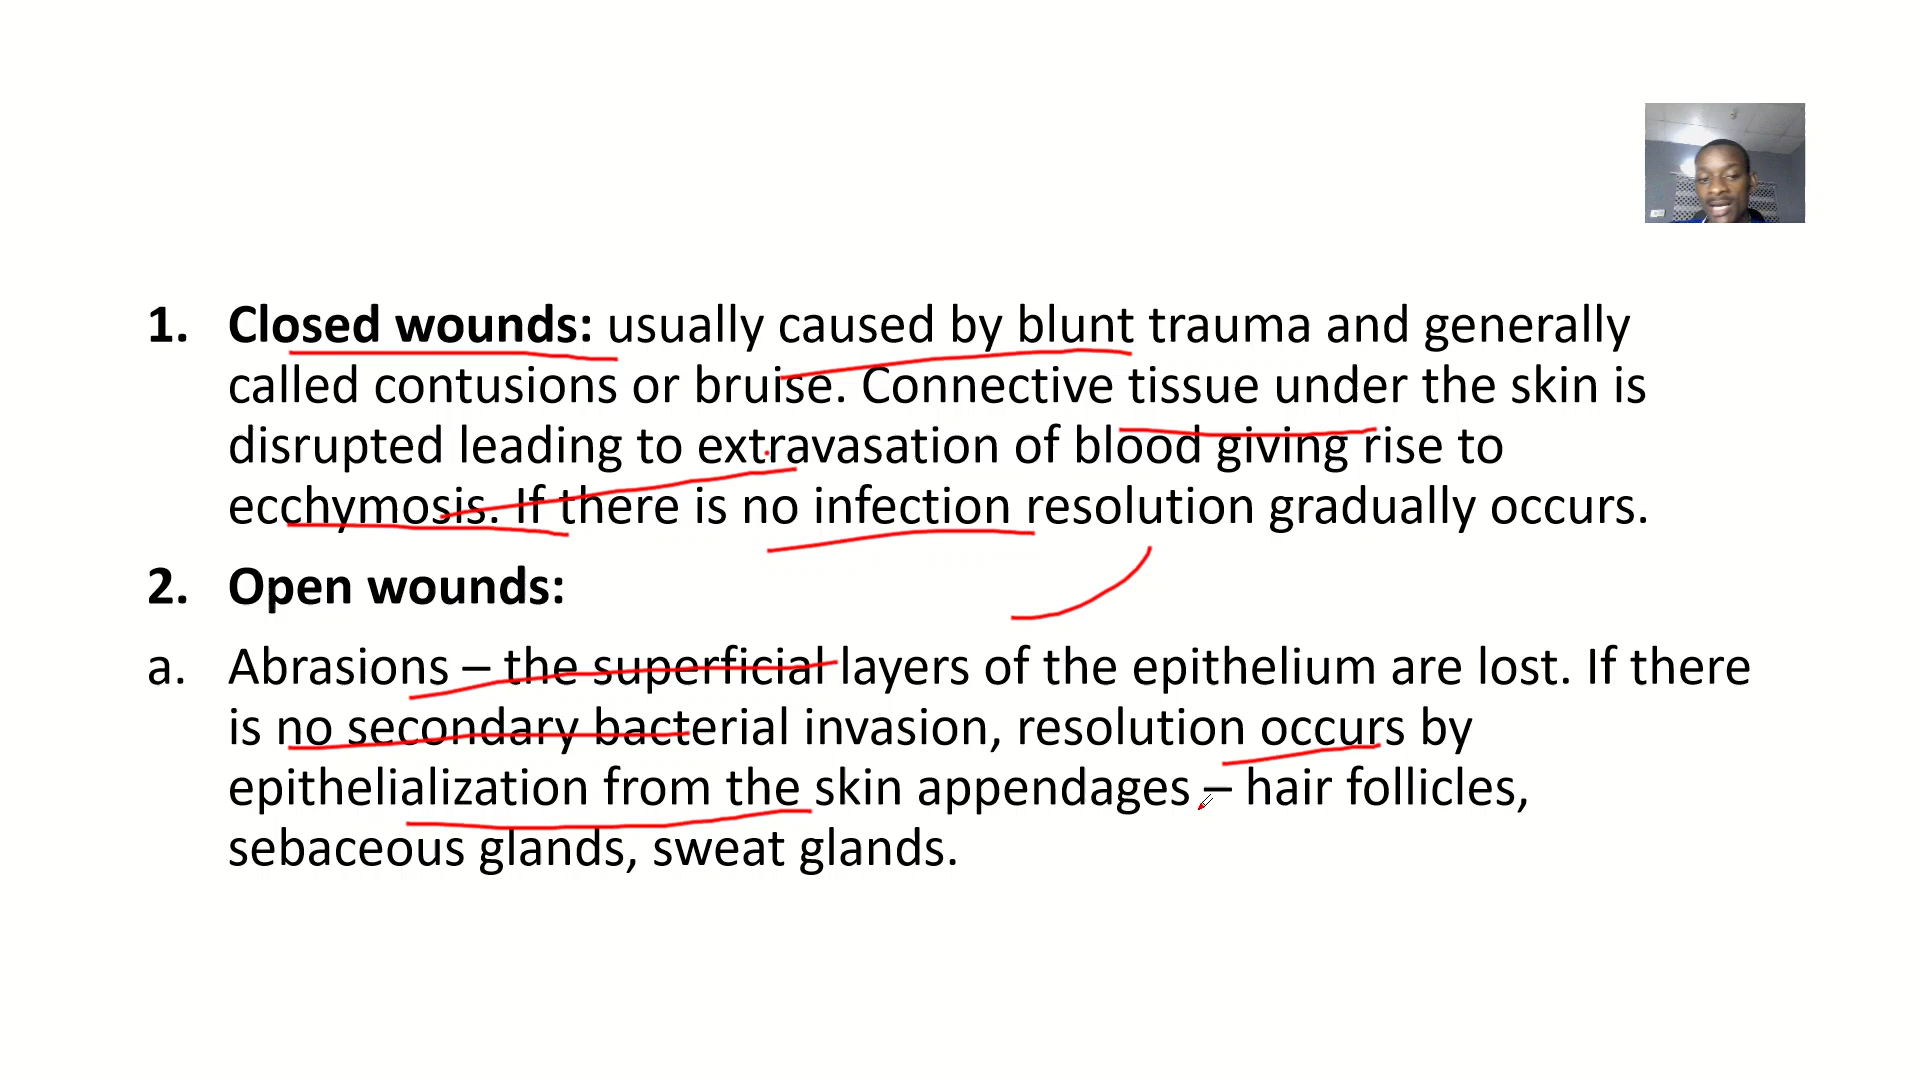 1. Closed wounds: usually caused by blunt trauma and generally
called contusions or bruise. Connective tissue under the skin is
disrupted leading to extravasation of blood giving rise to
ecchymosis. If there is no infection resolution gradually occurs.
2. Open wounds:
a. Abrasions – the superficial layers of the epithelium are lost. If there
is no secondary bacterial invasion, resolution occurs by
epithelialization from the skin appendages – hair follicles,
sebaceous glands, sweat glands.